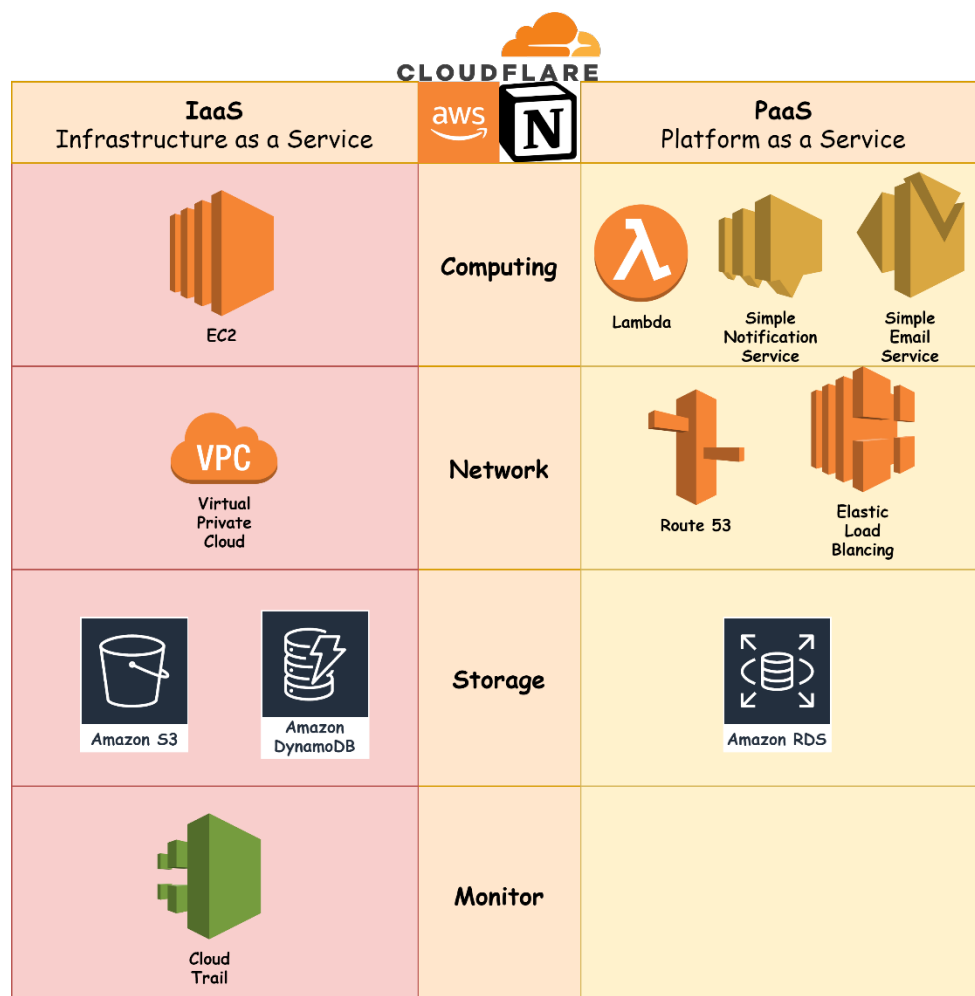 CLOUDFLARE
IaaS
Infrastructure as a Service
aws
N
PaaS
Platform as a Service
EC2
Computing
λ
Lambda
Simple
Notification
Service
Simple
Email
Service
VPC
Virtual
Private
Cloud
Network
Route 53
Elastic
Load
Blancing
Amazon S3
Amazon
DynamoDB
Storage
Amazon RDS
Cloud
Trail
Monitor